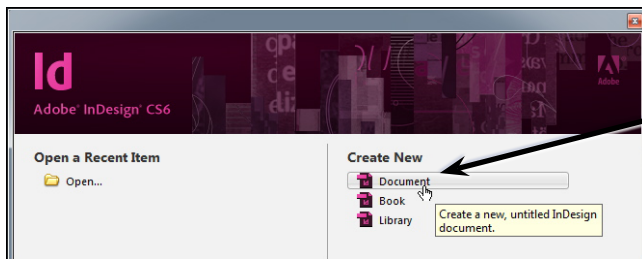 Id
Adobe® InDesign® CS6
Adobe
Open a Recent Item
Open...
Create New
Document
Book
Library
Create a new, untitled InDesign
document.